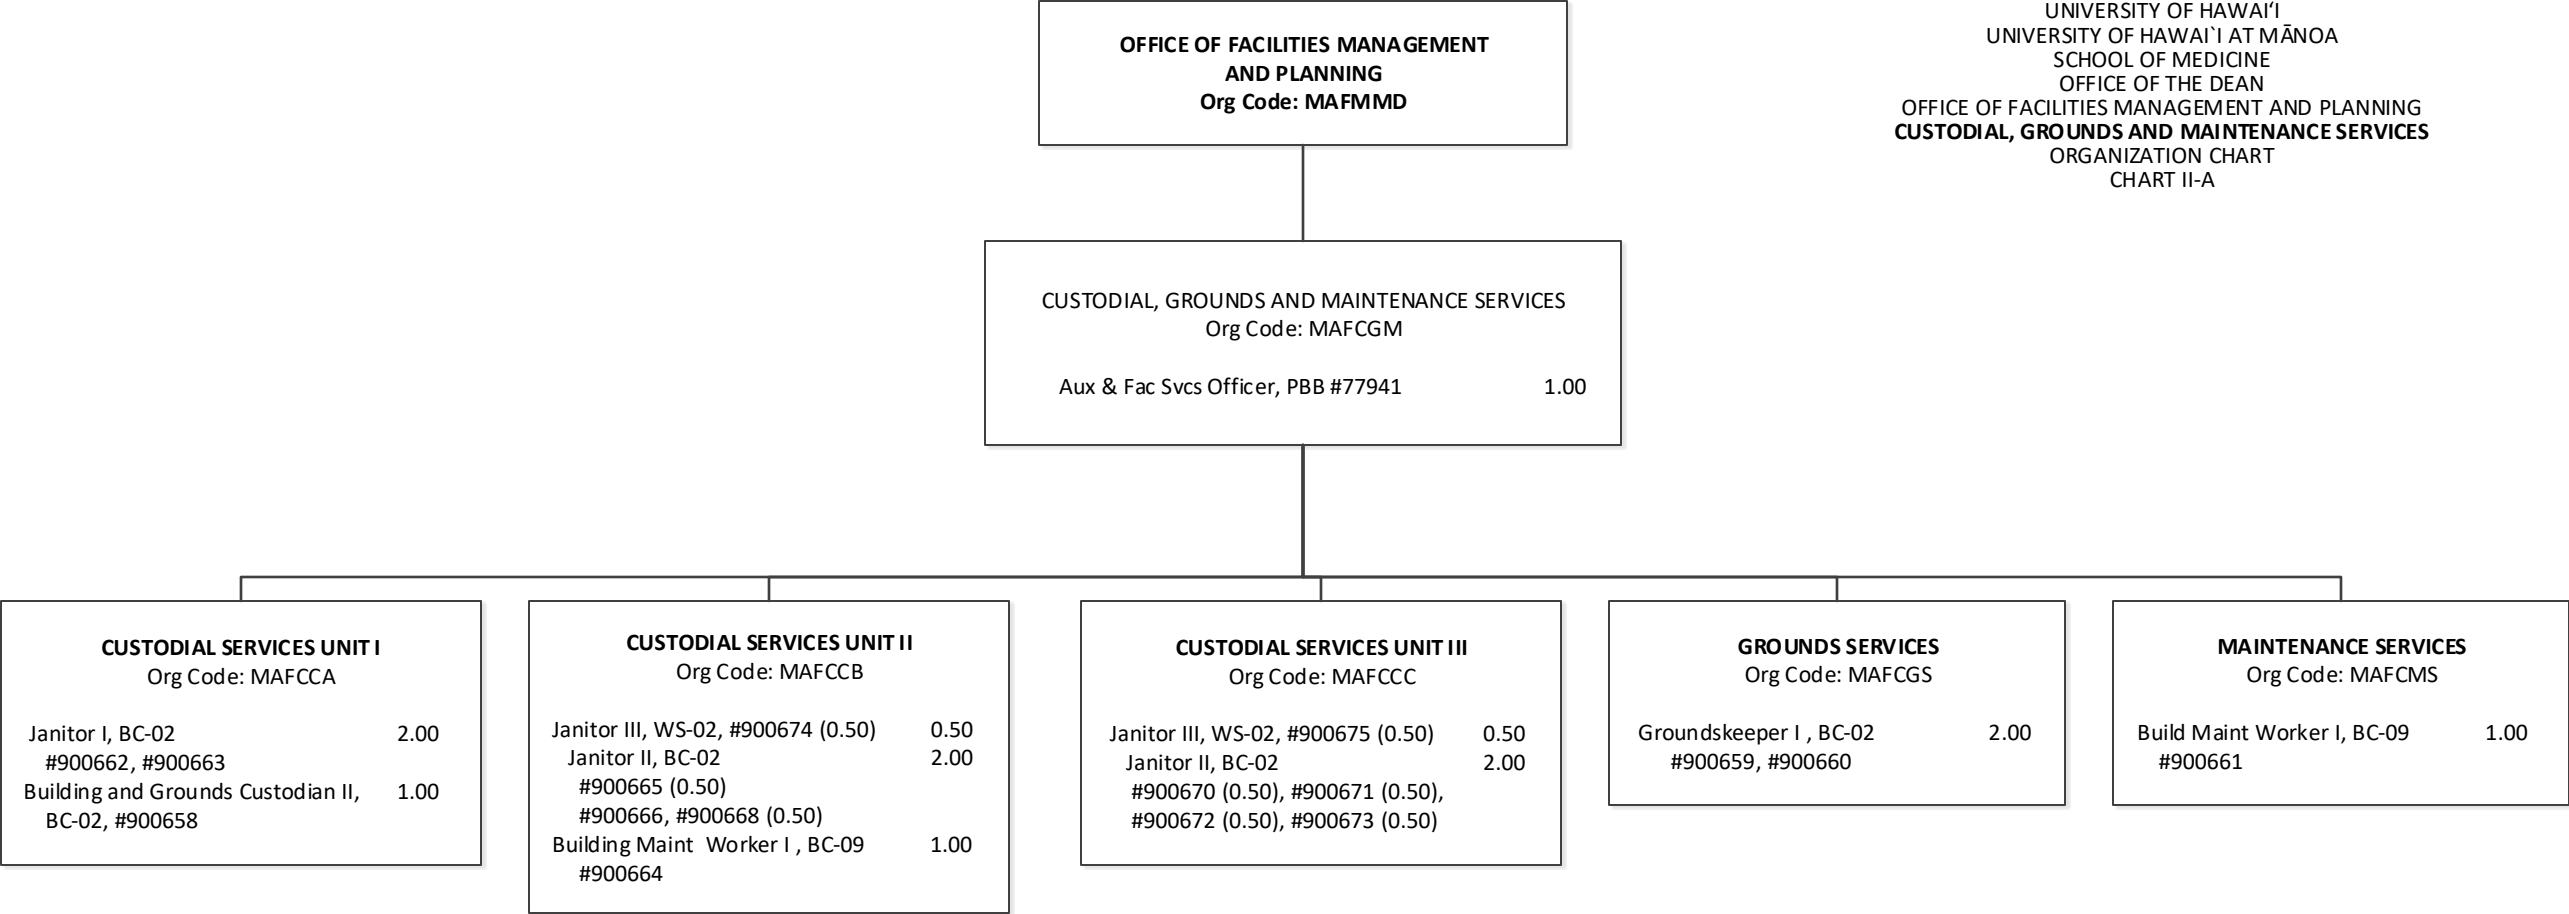 UNIVERSITY OF HAWAI‘I
UNIVERSITY OF HAWAI`I AT MĀNOA
SCHOOL OF MEDICINE
OFFICE OF THE DEAN
OFFICE OF FACILITIES MANAGEMENT AND PLANNING
CUSTODIAL, GROUNDS AND MAINTENANCE SERVICES
ORGANIZATION CHART
CHART II-A
OFFICE OF FACILITIES MANAGEMENT
AND PLANNING
Org Code: MAFMMD
CUSTODIAL, GROUNDS AND MAINTENANCE SERVICES
Org Code: MAFCGM
Aux & Fac Svcs Officer, PBB #77941 1.00
CUSTODIAL SERVICES UNIT I
Org Code: MAFCCA
Janitor I, BC-02 2.00
#900662, #900663
Building and Grounds Custodian II, 1.00
BC-02, #900658
CUSTODIAL SERVICES UNIT II
Org Code: MAFCCB
Janitor III, WS-02, #900674 (0.50) 0.50
Janitor II, BC-02 2.00
#900665 (0.50)
#900666, #900668 (0.50)
Building Maint Worker I , BC-09 1.00
#900664
CUSTODIAL SERVICES UNIT III
Org Code: MAFCCC
Janitor III, WS-02, #900675 (0.50) 0.50
Janitor II, BC-02 2.00
#900670 (0.50), #900671 (0.50),
#900672 (0.50), #900673 (0.50)
GROUNDS SERVICES
Org Code: MAFCGS
Groundskeeper I , BC-02 2.00
#900659, #900660
MAINTENANCE SERVICES
Org Code: MAFCMS
Build Maint Worker I, BC-09 1.00
#900661